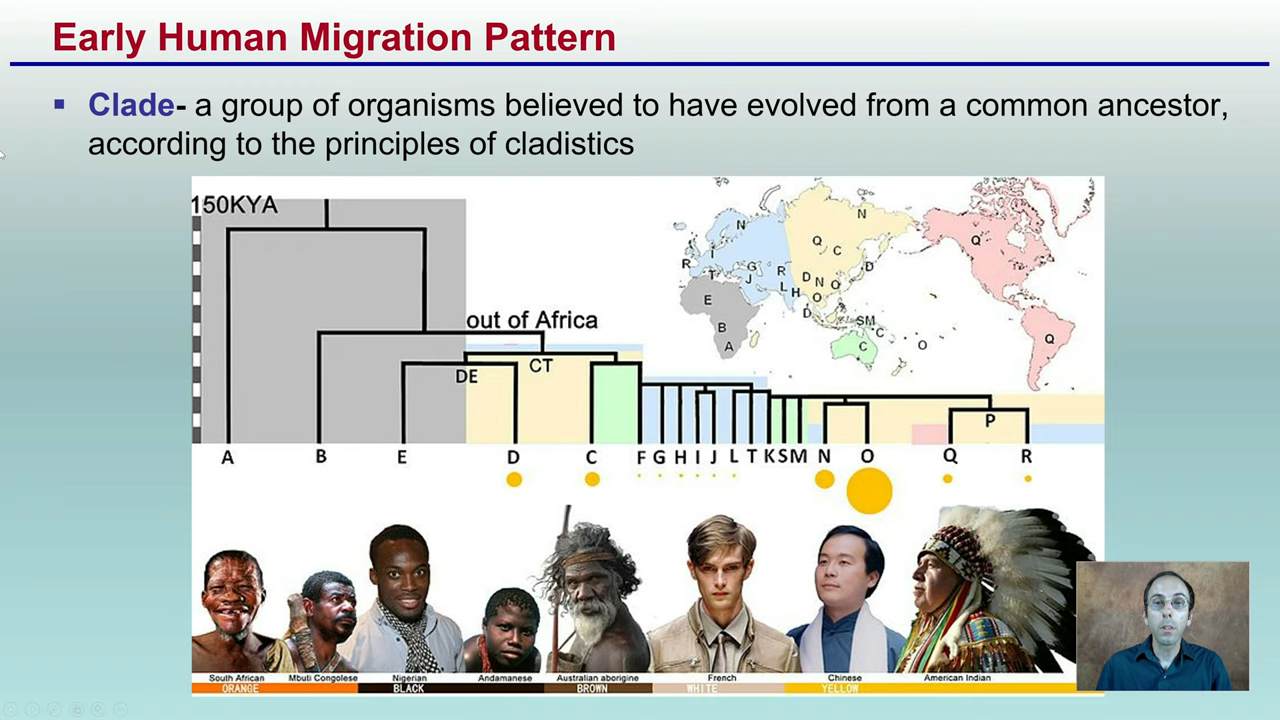 Early Human Migration Pattern
▪ Clade- a group of organisms believed to have evolved from a common ancestor,
according to the principles of cladistics
150KYA
out of Africa
DE
CT
P
A B E D C F G H I J L T K S M N O Q R
N
N
Q
Q
C
I
R
T
G
J
R
L
H
D
N
O
D
O
D
E
B
A
SM
C
C
O
Q
South African Mbuti Congolese Nigerian Andamanese Australian aborigine French Chinese American Indian
ORANGE BLACK BROWN WHITE YELLOW